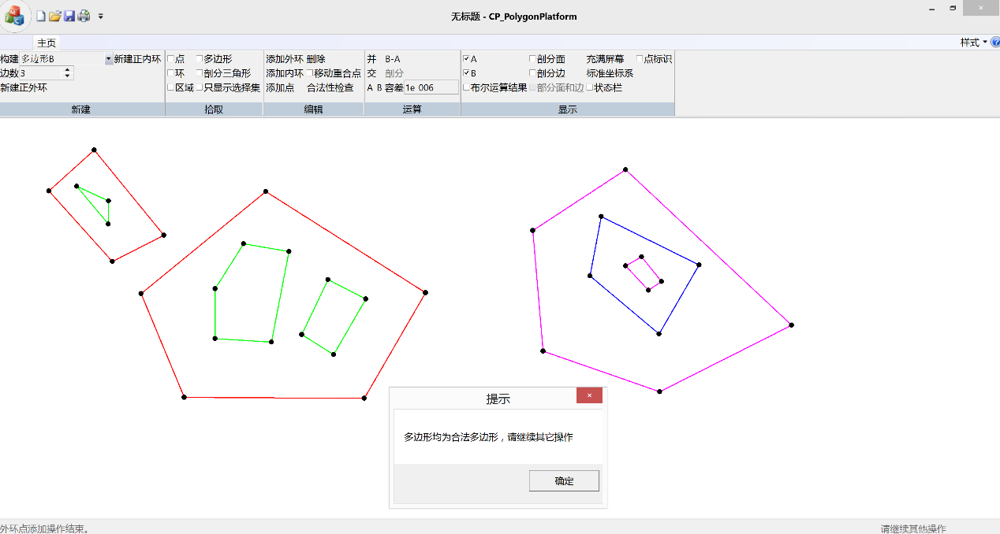 无标题 - CP_PolygonPlatform
主页
样式
构建 多边形B 新建正内环
边数 3
新建正外环
新建
点 多边形
环 剖分三角形
区域 只显示选择集
拾取
添加外环 删除
添加内环 移动重合点
添加点 合法性检查
编辑
并 B-A
交 剖分
A B 容差 1e 006
运算
A 剖分面 充满屏幕 点标识
B 剖分边 标准坐标系
布尔运算结果 剖分面和边 状态栏
显示
提示
多边形均为合法多边形，请继续其它操作
确定
外环点添加操作结束。
请继续其他操作